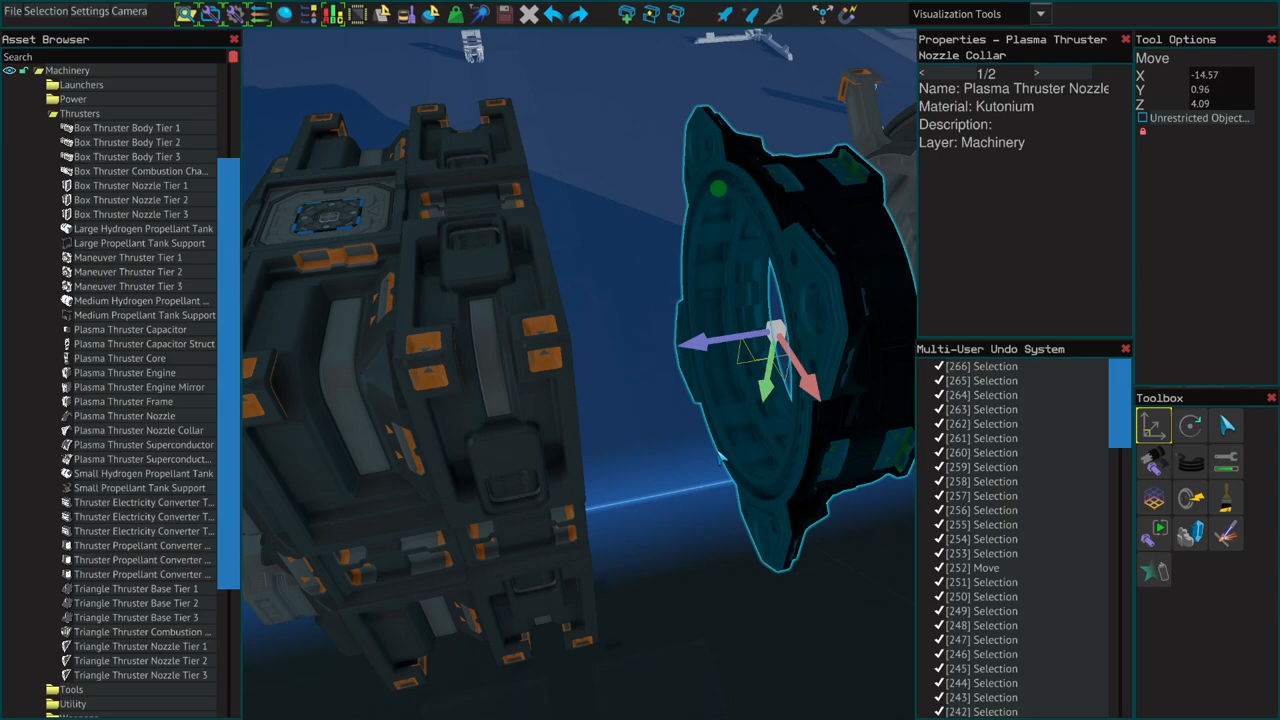 File Selection Settings Camera
Visualization Tools
Asset Browser
Search
Machinery
Launchers
Power
Thrusters
Box Thruster Body Tier 1
Box Thruster Body Tier 2
Box Thruster Body Tier 3
Box Thruster Combustion Cha...
Box Thruster Nozzle Tier 1
Box Thruster Nozzle Tier 2
Box Thruster Nozzle Tier 3
Large Hydrogen Propellant Tank
Large Propellant Tank Support
Maneuver Thruster Tier 1
Maneuver Thruster Tier 2
Maneuver Thruster Tier 3
Medium Hydrogen Propellant ...
Medium Propellant Tank Support
Plasma Thruster Capacitor
Plasma Thruster Capacitor Struct
Plasma Thruster Core
Plasma Thruster Engine
Plasma Thruster Engine Mirror
Plasma Thruster Frame
Plasma Thruster Nozzle
Plasma Thruster Nozzle Collar
Plasma Thruster Superconductor
Plasma Thruster Superconduct...
Small Hydrogen Propellant Tank
Small Propellant Tank Support
Thruster Electricity Converter T...
Thruster Electricity Converter T...
Thruster Electricity Converter T...
Thruster Propellant Converter ...
Thruster Propellant Converter ...
Thruster Propellant Converter ...
Triangle Thruster Base Tier 1
Triangle Thruster Base Tier 2
Triangle Thruster Base Tier 3
Triangle Thruster Combustion ...
Triangle Thruster Nozzle Tier 1
Triangle Thruster Nozzle Tier 2
Triangle Thruster Nozzle Tier 3
Tools
Utility
Properties - Plasma Thruster
Nozzle Collar
< 1/2 >
Name: Plasma Thruster Nozzle
Material: Kutonium
Description:
Layer: Machinery
Multi-User Undo System
[266] Selection
[265] Selection
[264] Selection
[263] Selection
[262] Selection
[261] Selection
[260] Selection
[259] Selection
[258] Selection
[257] Selection
[256] Selection
[255] Selection
[254] Selection
[253] Selection
[252] Move
[251] Selection
[250] Selection
[249] Selection
[248] Selection
[247] Selection
[246] Selection
[245] Selection
[244] Selection
[243] Selection
[242] Selection
Tool Options
Move
X -14.57
Y 0.96
Z 4.09
Unrestricted Object...
Toolbox